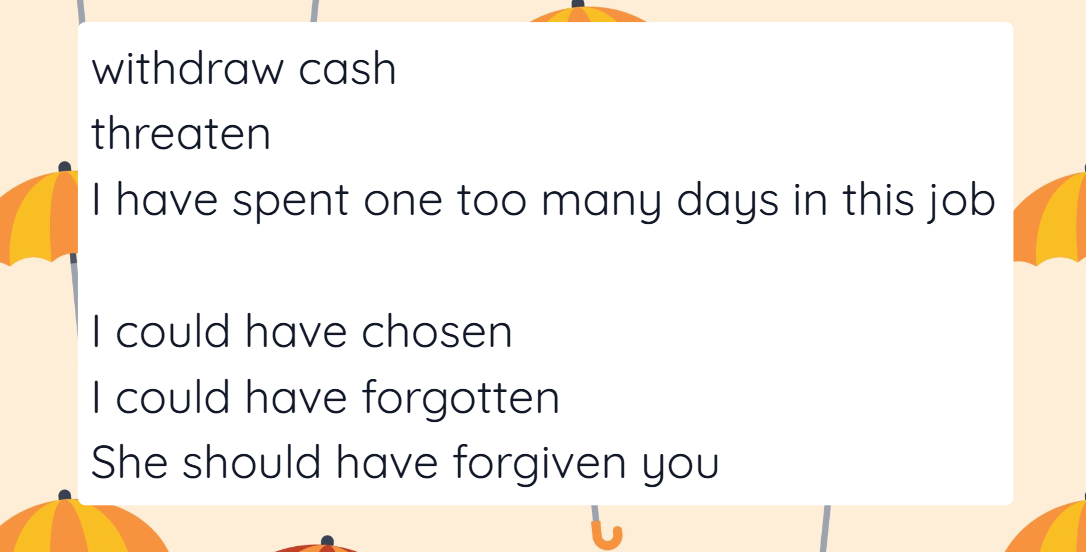 withdraw cash
threaten
I have spent one too many days in this job
I could have chosen
I could have forgotten
She should have forgiven you